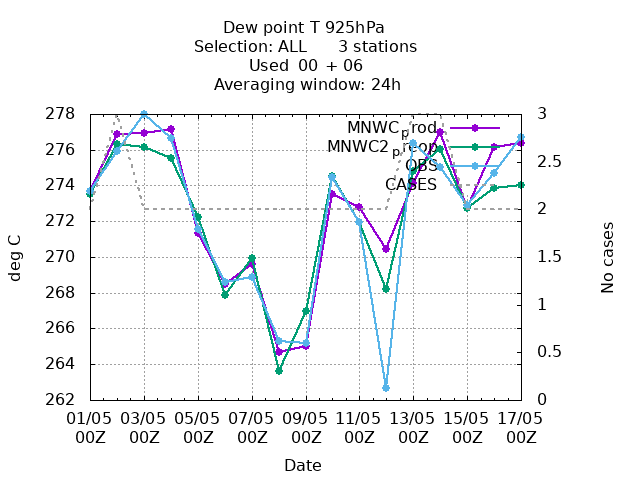 Dew point T 925hPa
Selection: ALL 3 stations
Used 00 + 06
Averaging window: 24h
278
276
274
272
270
268
266
264
262
3
2.5
2
1.5
1
0.5
0
MNWC_prod
MNWC2_preop
OBS
CASES
deg C
No cases
01/05 03/05 05/05 07/05 09/05 11/05 13/05 15/05 17/05
00Z 00Z 00Z 00Z 00Z 00Z 00Z 00Z 00Z
Date